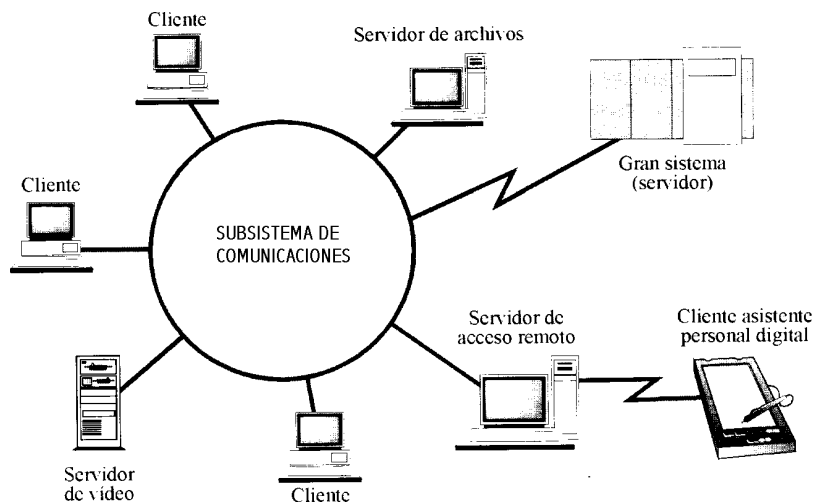 Cliente
Servidor de archivos
Gran sistema
(servidor)
Cliente
SUBSISTEMA DE
COMUNICACIONES
Servidor de
acceso remoto
Cliente asistente
personal digital
Servidor
de vídeo
Cliente